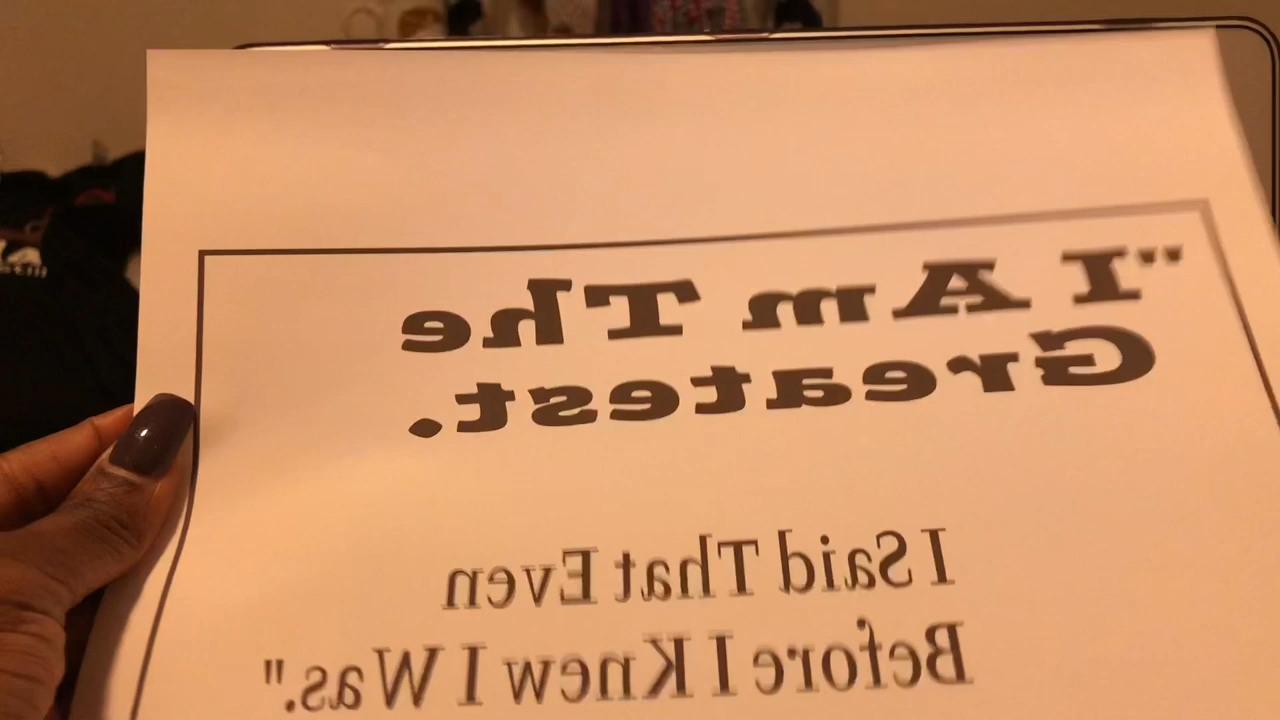 "I Am The
Greatest.
I Said That Even
Before I Knew I Was."